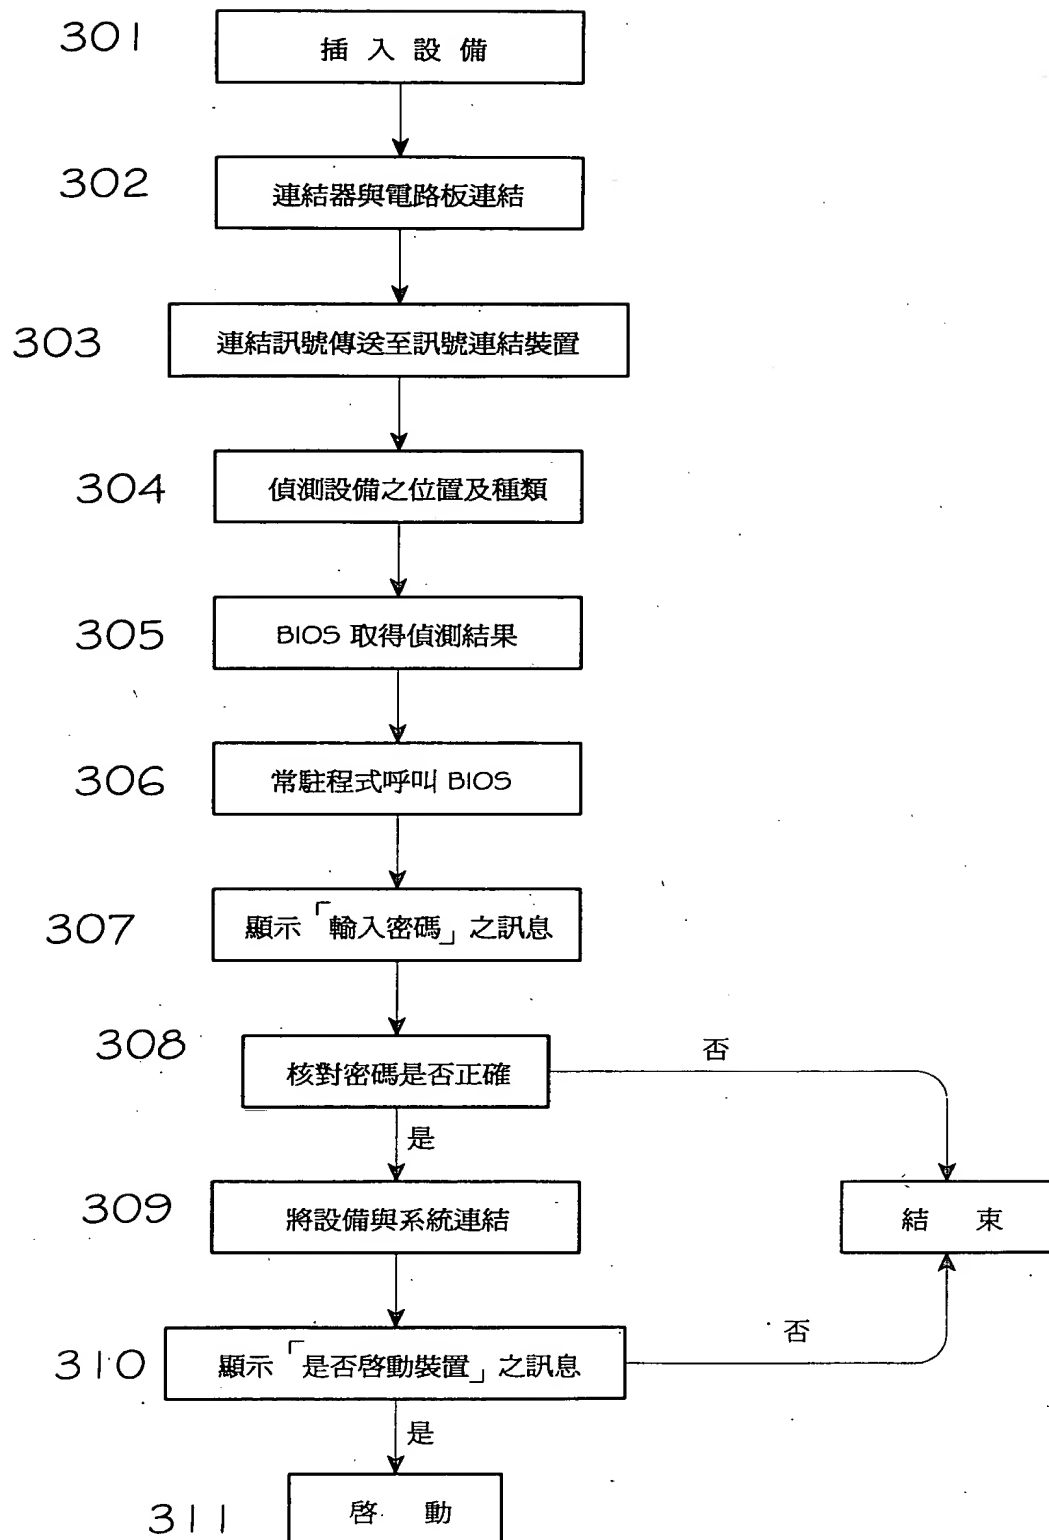 301
插入設備
302
連結器與電路板連結
303
連結訊號傳送至訊號連結裝置
304
偵測設備之位置及種類
305
BIOS 取得偵測結果
306
常駐程式呼叫 BIOS
307
顯示「輸入密碼」之訊息
308
核對密碼是否正確
否
是
309
將設備與系統連結
結束
310
顯示「是否啓動裝置」之訊息
否
是
311
啓動